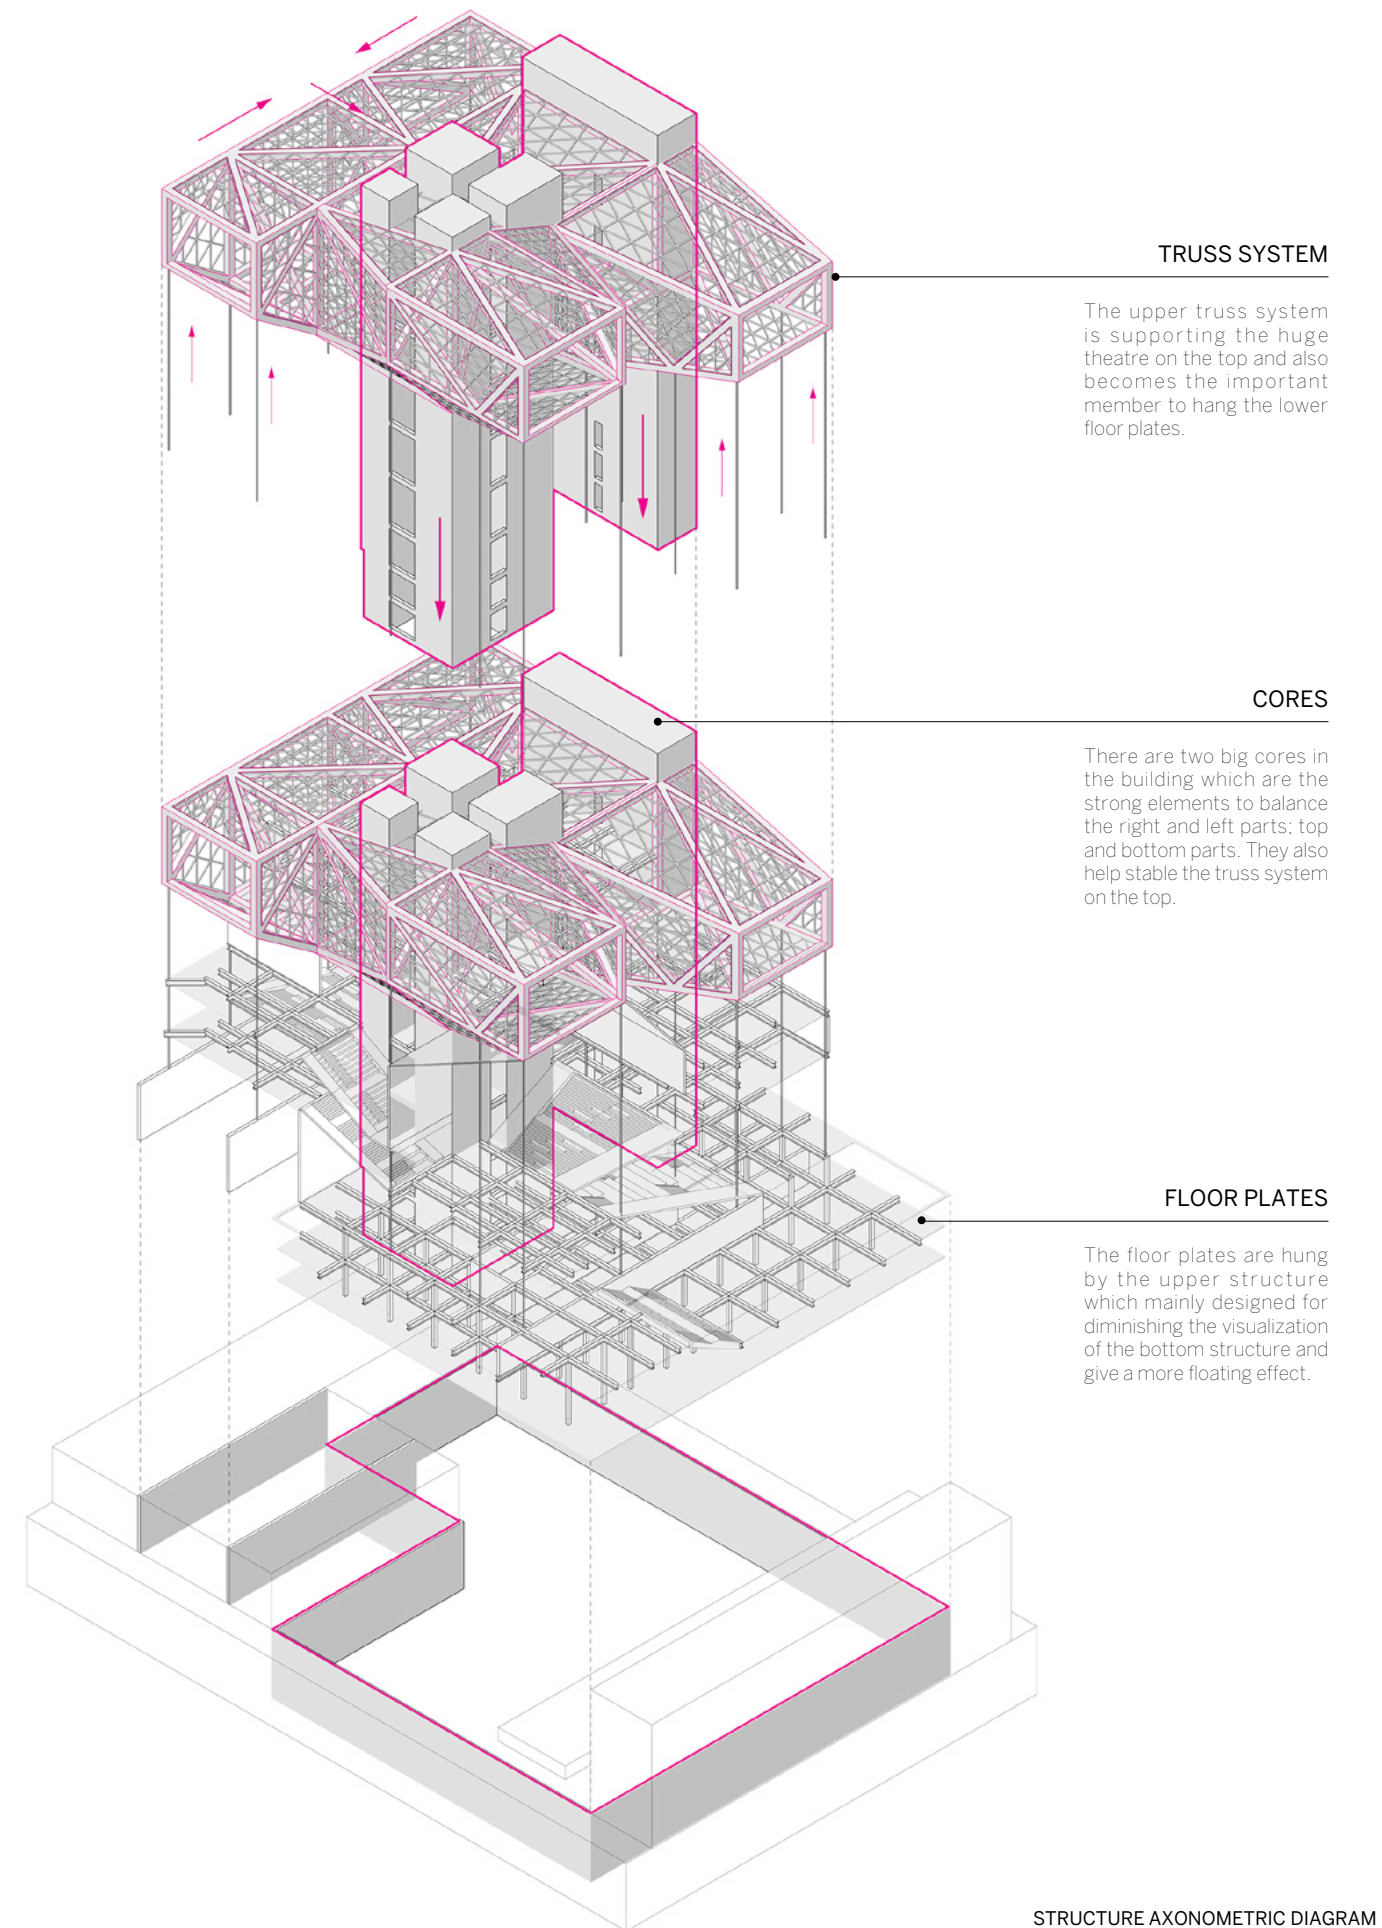 TRUSS SYSTEM
The upper truss system
is supporting the huge
theatre on the top and also
becomes the important
member to hang the lower
floor plates.
CORES
There are two big cores in
the building which are the
strong elements to balance
the right and left parts; top
and bottom parts. They also
help stable the truss system
on the top.
FLOOR PLATES
The floor plates are hung
by the upper structure
which mainly designed for
diminishing the visualization
of the bottom structure and
give a more floating effect.
STRUCTURE AXONOMETRIC DIAGRAM